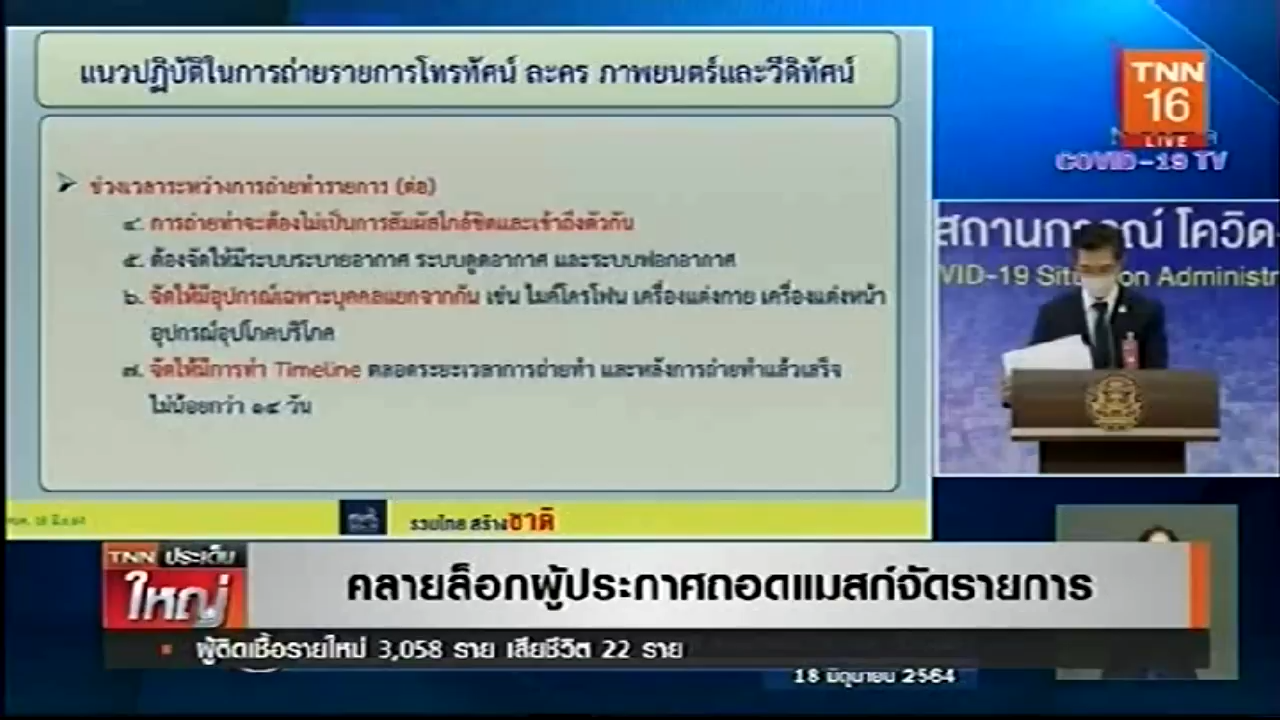 แนวปฏิบัติในการถ่ายรายการโทรทัศน์ ละคร ภาพยนตร์และวีดิทัศน์
ช่วงเวลาระหว่างการถ่ายทำรายการ (ต่อ)
๔. การถ่ายทำจะต้องไม่เป็นการสัมผัสใกล้ชิดและเข้าถึงตัวกัน
๕. ต้องจัดให้มีระบบระบายอากาศ ระบบดูดอากาศ และระบบฟอกอากาศ
๖. จัดให้มีอุปกรณ์เฉพาะบุคคลแยกจากกัน เช่น ไมค์โครโฟน เครื่องแต่งกาย เครื่องแต่งหน้า
อุปกรณ์อุปโภคบริโภค
๗. จัดให้มีการทำ Timeline ตลอดระยะเวลาการถ่ายทำ และหลังการถ่ายทำแล้วเสร็จ
ไม่น้อยกว่า ๑๔ วัน
รวมไทย สร้างชาติ
TNN
16
LIVE
COVID-19 TV
สถานการณ์ โควิด-
VID-19 Situation Administr
TNN ประเด็น
ใหญ่
คลายล็อกผู้ประกาศถอดแมสก์จัดรายการ
ผู้ติดเชื้อรายใหม่ 3,058 ราย เสียชีวิต 22 ราย
18 มิถุนายน 2564